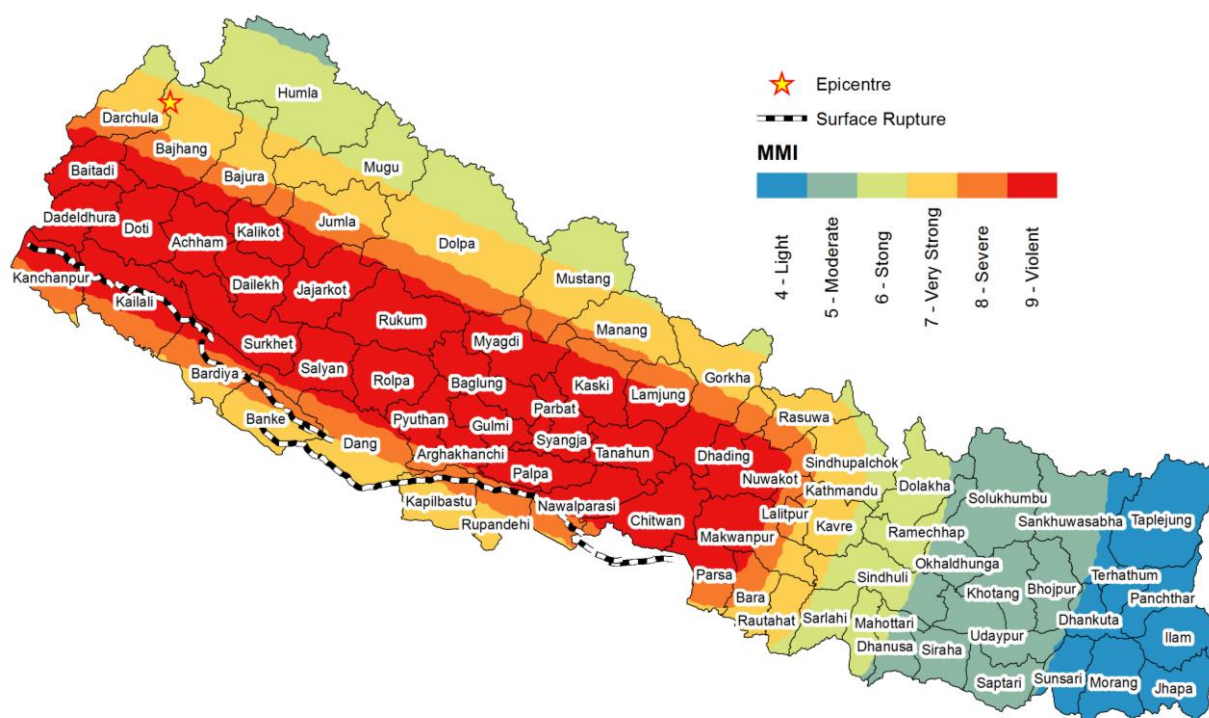 Epicentre
Surface Rupture
MMI
4 - Light
5 - Moderate
6 - Stong
7 - Very Strong
8 - Severe
9 - Violent
Humla
Darchula
Bajhang
Mugu
Baitadi
Bajura
Jumla
Dadeldhura
Doti
Kalikot
Achham
Dolpa
Mustang
Kanchanpur
Dailekh
Jajarkot
Kailali
Rukum
Manang
Surkhet
Myagdi
Salyan
Bardiya
Rolpa
Baglung
Kaski
Gorkha
Lamjung
Banke
Pyuthan
Parbat
Rasuwa
Gulmi
Dang
Syangja
Arghakhanchi
Tanahun
Dhading
Sindhupalchok
Palpa
Nuwakot
Dolakha
Kathmandu
Kapilbastu
Nawalparasi
Solukhumbu
Lalitpur
Rupandehi
Chitwan
Kavre
Sankhuwasabha
Taplejung
Makwanpur
Ramechhap
Okhaldhunga
Parsa
Sindhuli
Terhathum
Khotang
Bhojpur
Bara
Panchthar
Rautahat
Sarlahi
Mahottari
Dhankuta
Udaypur
Ilam
Dhanusa
Siraha
Saptari
Sunsari
Morang
Jhapa